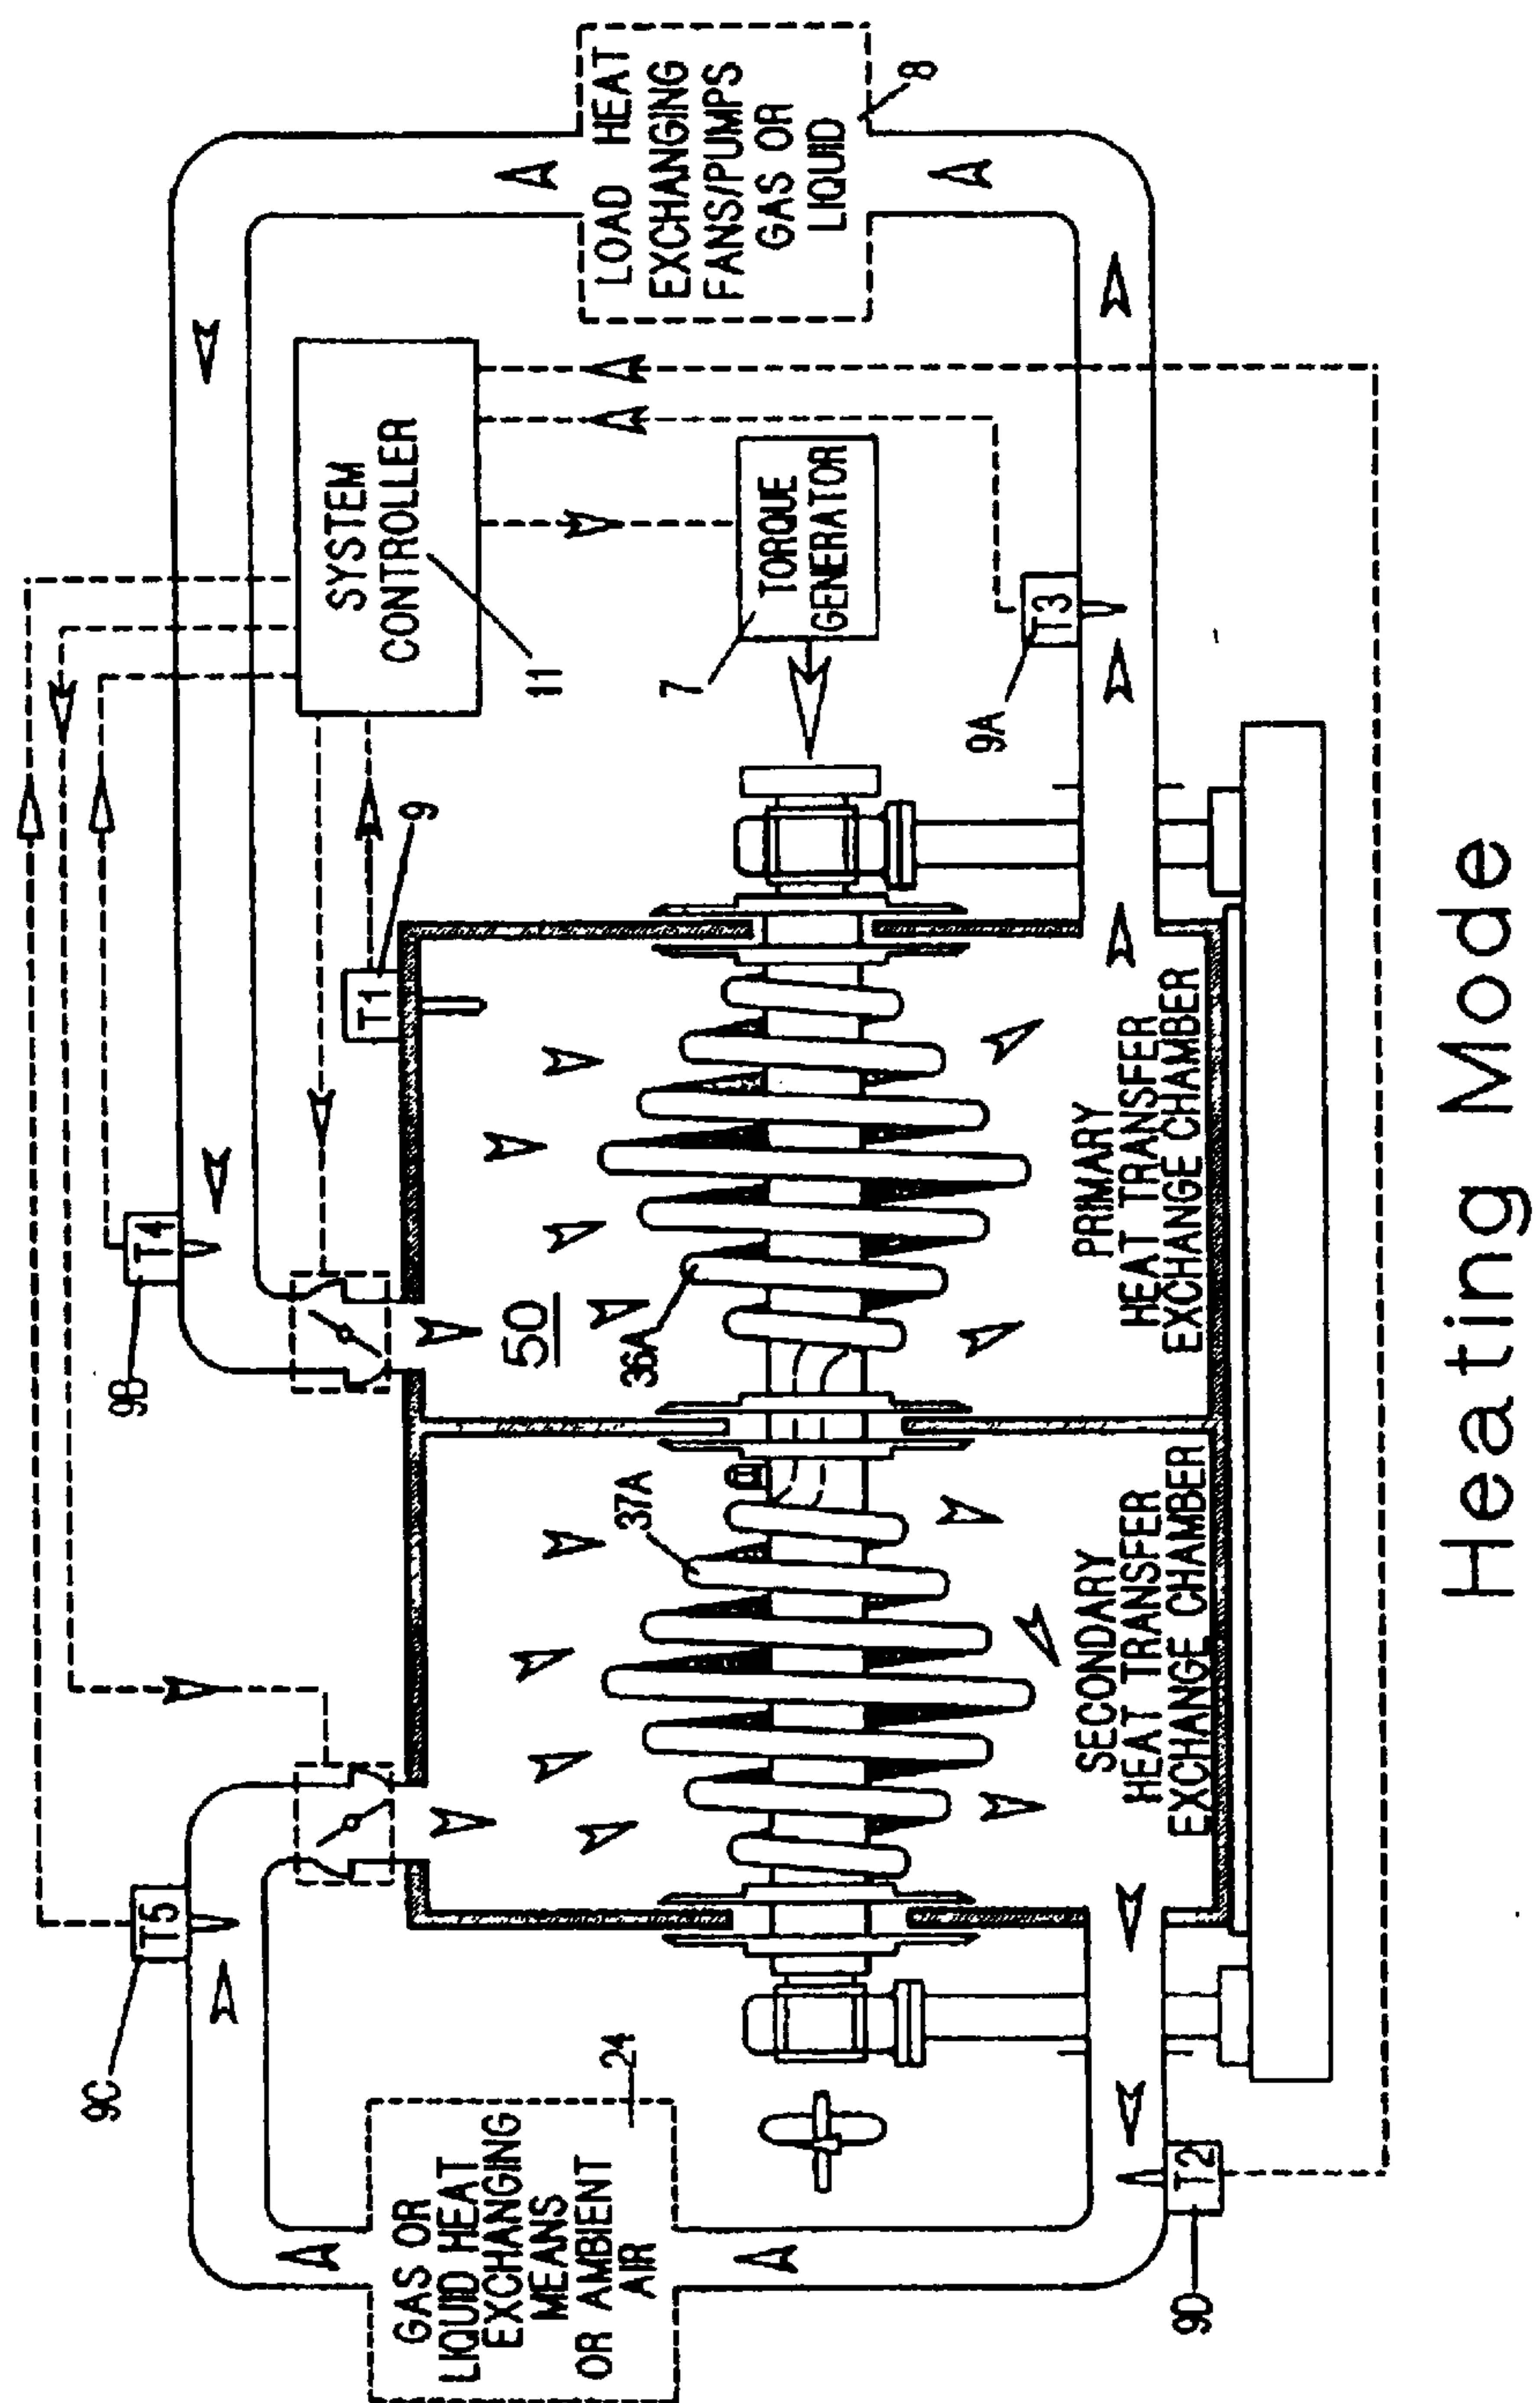 9C
T5
9B
T4
SYSTEM
CONTROLLER
11
T1
9
GAS OR
LIQUID HEAT
EXCHANGING
MEANS
OR AMBIENT
AIR
24
37A
50
36A
7
TORQUE
GENERATOR
LOAD HEAT
EXCHANGING
FANS/PUMPS
GAS OR
LIQUID
8
9A
T3
SECONDARY
HEAT TRANSFER
EXCHANGE CHAMBER
PRIMARY
HEAT TRANSFER
EXCHANGE CHAMBER
T2
9D
Heating Mode